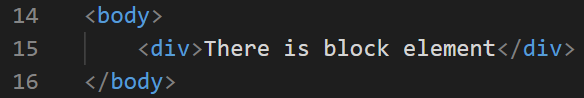 14 <body>
15 <div>There is block element</div>
16 </body>